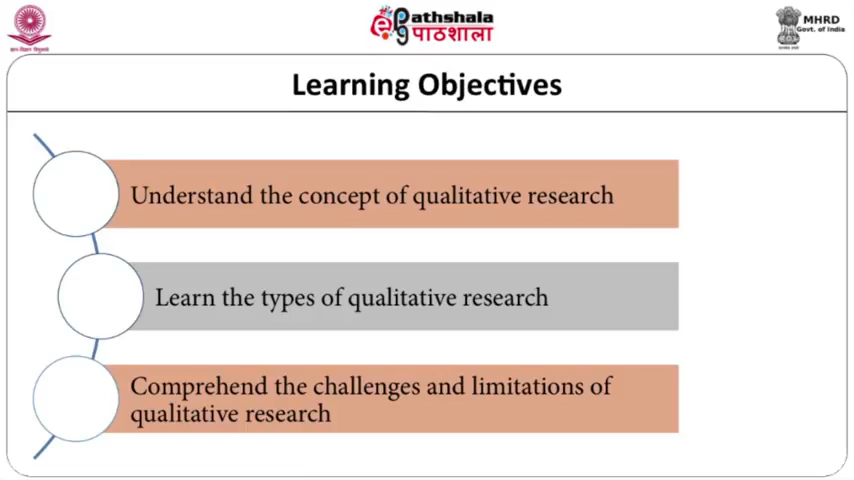 ePathshala
पाठशाला
MHRD
Govt. of India
Learning Objectives
Understand the concept of qualitative research
Learn the types of qualitative research
Comprehend the challenges and limitations of
qualitative research